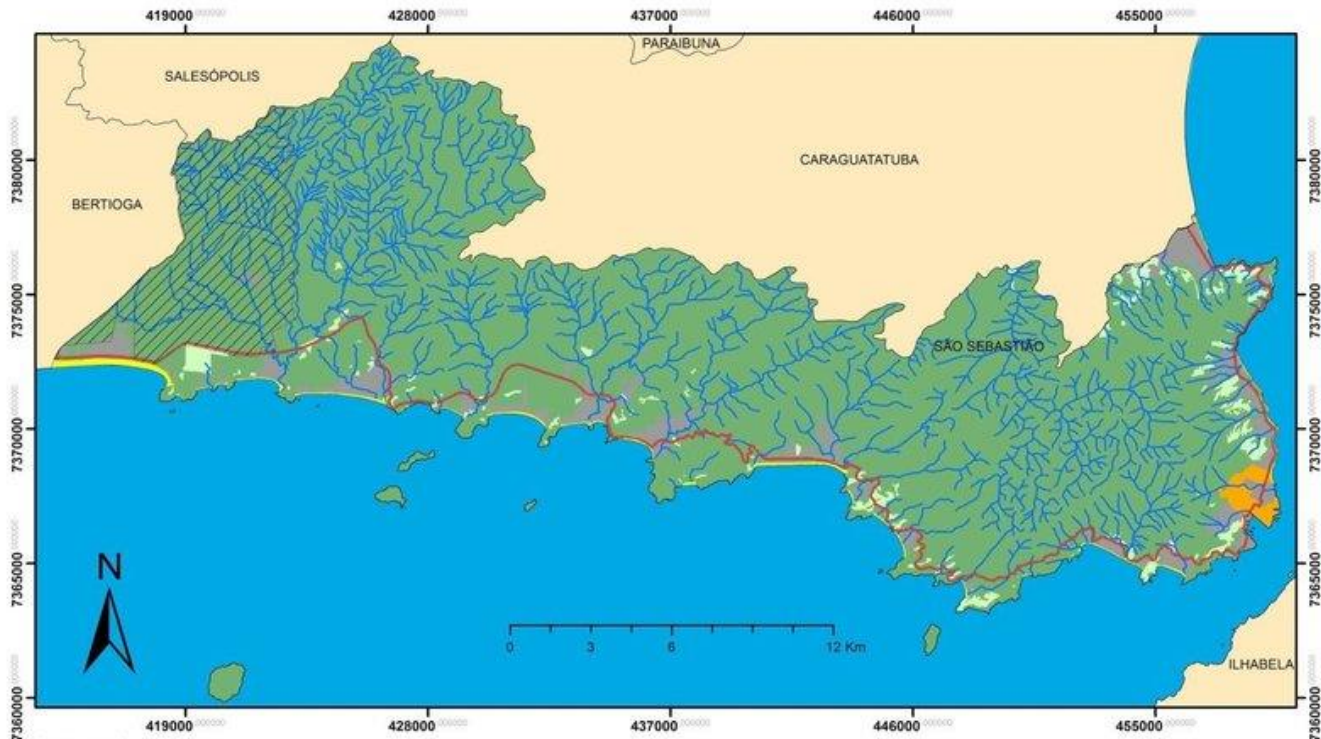 419000 428000 437000 446000 455000
PARAIBUNA
SALESÓPOLIS
CARAGUATATUBA
BERTIOGA
7380000 7380000
7375000 7375000
SÃO SEBASTIÃO
7370000 7370000
7365000 7365000
N
0 3 6 12 Km
ILHABELA
7360000 7360000
419000 428000 437000 446000 455000